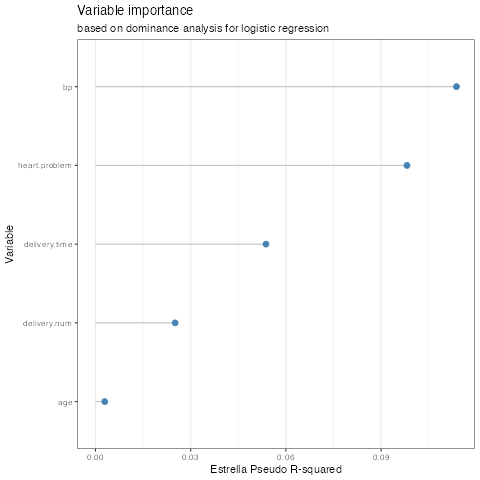 Variable importance
based on dominance analysis for logistic regression
Variable
bp
heart.problem
delivery.time
delivery.num
age
0.00 0.03 0.06 0.09
Estrella Pseudo R-squared